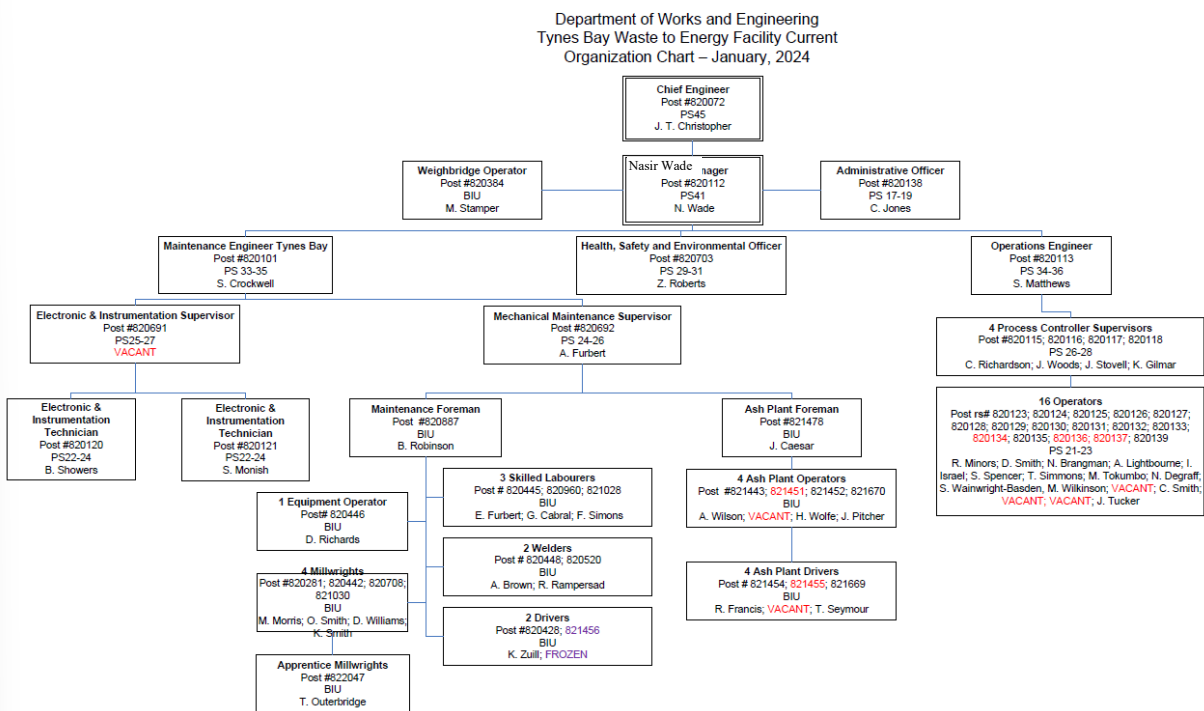 Department of Works and Engineering
Tynes Bay Waste to Energy Facility Current
Organization Chart – January, 2024
Chief Engineer
Post #820072
PS45
J. T. Christopher
Weighbridge Operator
Post #820384
BIU
M. Stamper
Nasir Wade nager
Post #820112
PS41
N. Wade
Administrative Officer
Post #820138
PS 17-19
C. Jones
Maintenance Engineer Tynes Bay
Post #820101
PS 33-35
S. Crockwell
Health, Safety and Environmental Officer
Post #820703
PS 29-31
Z. Roberts
Operations Engineer
Post #820113
PS 34-36
S. Matthews
Electronic & Instrumentation Supervisor
Post #820691
PS25-27
VACANT
Mechanical Maintenance Supervisor
Post #820692
PS 24-26
A. Furbert
4 Process Controller Supervisors
Post #820115; 820116; 820117; 820118
PS 26-28
C. Richardson; J. Woods; J. Stovell; K. Gilmar
Electronic &
Instrumentation
Technician
Post #820120
PS22-24
B. Showers
Electronic &
Instrumentation
Technician
Post #820121
PS22-24
S. Monish
Maintenance Foreman
Post #820887
BIU
B. Robinson
Ash Plant Foreman
Post #821478
BIU
J. Caesar
16 Operators
Post rs# 820123; 820124; 820125; 820126; 820127;
820128; 820129; 820130; 820131; 820132; 820133;
820134; 820135; 820136; 820137; 820139
PS 21-23
R. Minors; D. Smith; N. Brangman; A. Lightbourne; I.
Israel; S. Spencer; T. Simmons; M. Tokumbo; N. Degraff;
S. Wainwright-Basden, M. Wilkinson; VACANT; C. Smith;
VACANT; VACANT; J. Tucker
3 Skilled Labourers
Post # 820445; 820960; 821028
BIU
E. Furbert; G. Cabral; F. Simons
4 Ash Plant Operators
Post #821443; 821451; 821452; 821670
BIU
A. Wilson; VACANT; H. Wolfe; J. Pitcher
1 Equipment Operator
Post# 820446
BIU
D. Richards
2 Welders
Post # 820448; 820520
BIU
A. Brown; R. Rampersad
4 Ash Plant Drivers
Post # 821454; 821455; 821669
BIU
R. Francis; VACANT; T. Seymour
4 Millwrights
Post #820281; 820442; 820708;
821030
BIU
M. Morris; O. Smith; D. Williams;
K. Smith
2 Drivers
Post #820428; 821456
BIU
K. Zuill; FROZEN
Apprentice Millwrights
Post #822047
BIU
T. Outerbridge